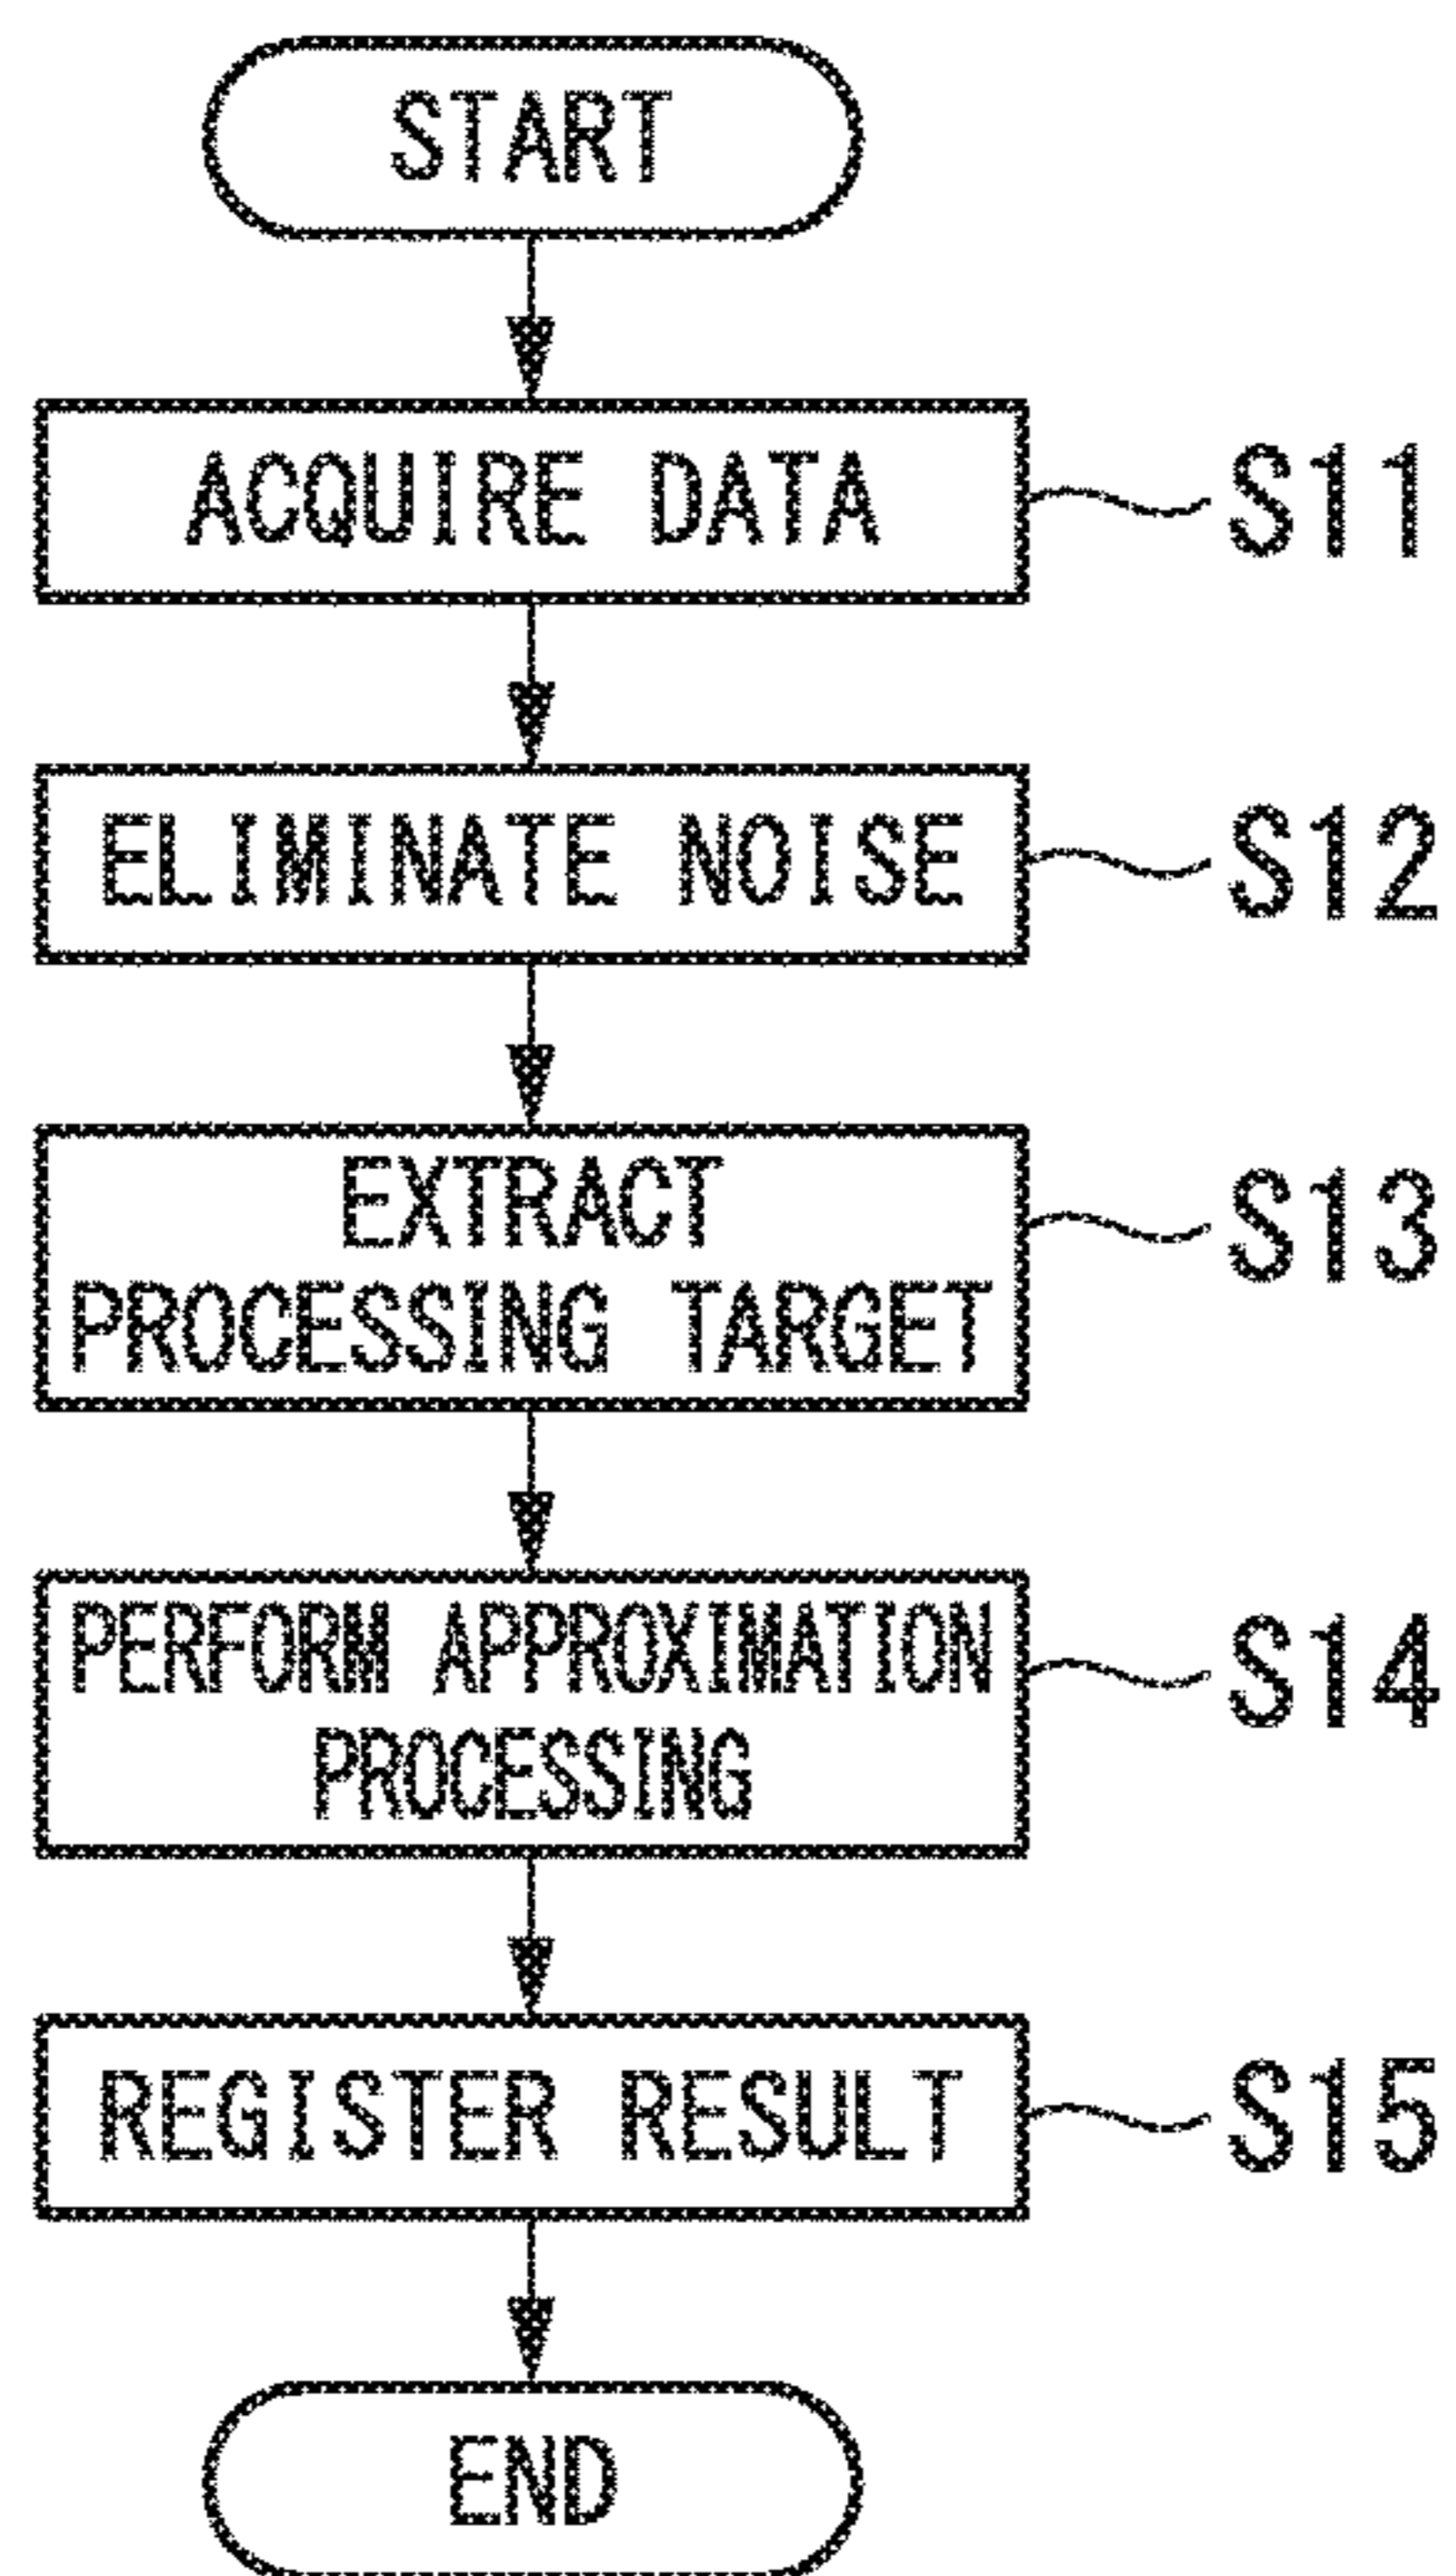 START
ACQUIRE DATA
S11
ELIMINATE NOISE
S12
EXTRACT
PROCESSING TARGET
S13
PERFORM APPROXIMATION
PROCESSING
S14
REGISTER RESULT
S15
END